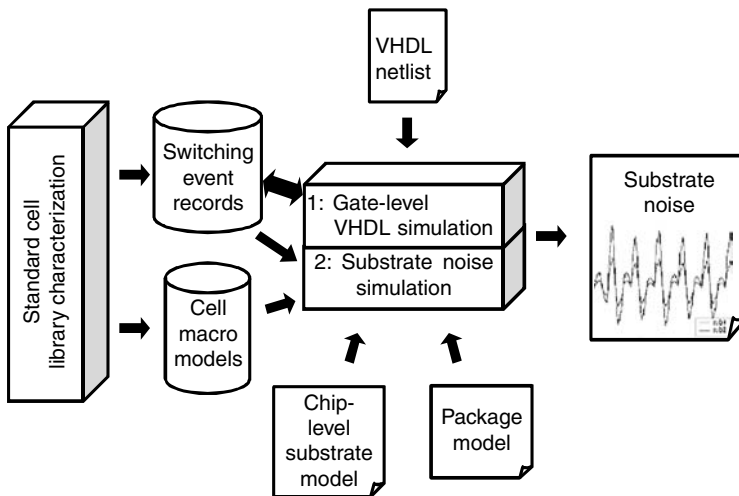 VHDL
netlist
Standard cell
library characterization
Switching
event
records
1: Gate-level
VHDL simulation
2: Substrate noise
simulation
Substrate
noise
Cell
macro
models
Chip-
level
substrate
model
Package
model